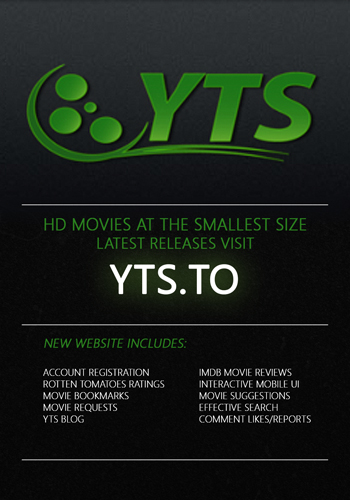 YTS
HD MOVIES AT THE SMALLEST SIZE
LATEST RELEASES VISIT
YTS.TO
NEW WEBSITE INCLUDES:
ACCOUNT REGISTRATION
ROTTEN TOMATOES RATINGS
MOVIE BOOKMARKS
MOVIE REQUESTS
YTS BLOG
IMDB MOVIE REVIEWS
INTERACTIVE MOBILE UI
MOVIE SUGGESTIONS
EFFECTIVE SEARCH
COMMENT LIKES/REPORTS